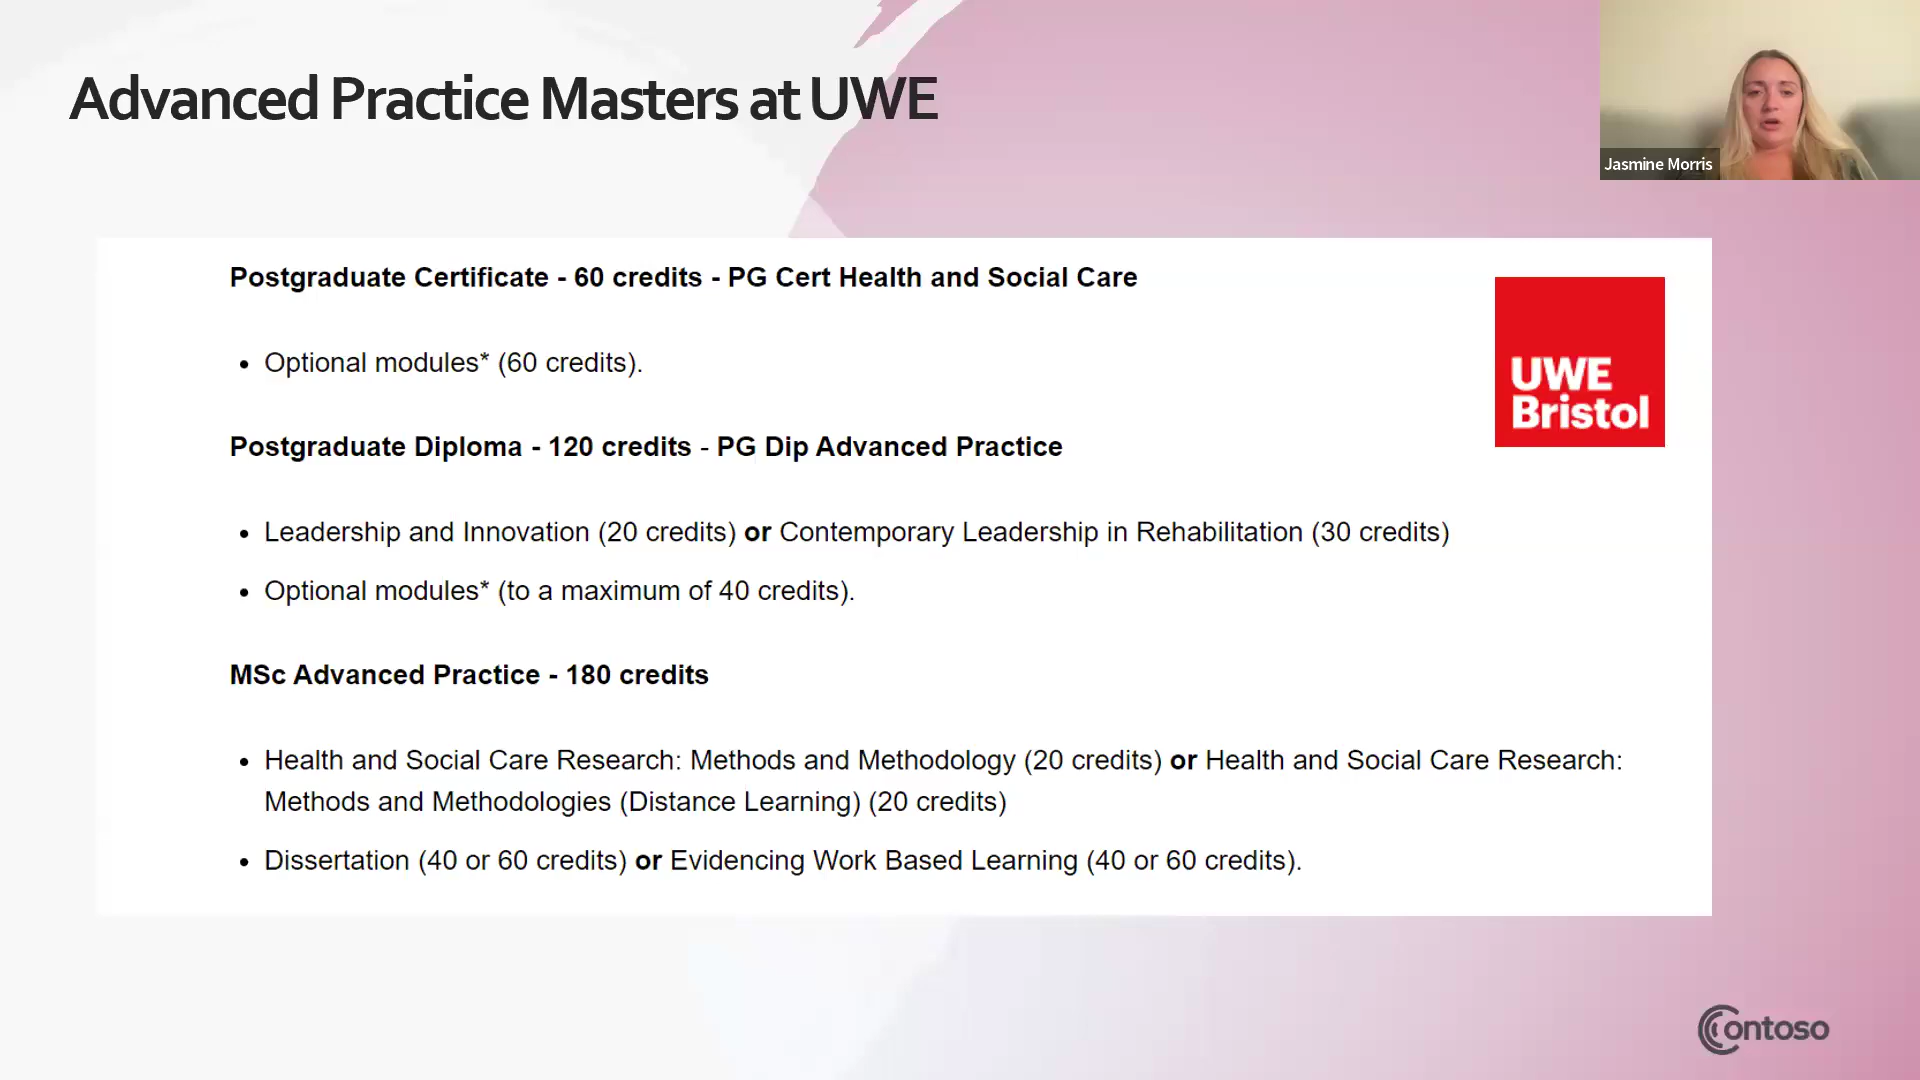 Advanced Practice Masters at UWE
Jasmine Morris
Postgraduate Certificate - 60 credits - PG Cert Health and Social Care
• Optional modules* (60 credits).
UWE
Bristol
Postgraduate Diploma - 120 credits - PG Dip Advanced Practice
• Leadership and Innovation (20 credits) or Contemporary Leadership in Rehabilitation (30 credits)
• Optional modules* (to a maximum of 40 credits).
MSc Advanced Practice - 180 credits
• Health and Social Care Research: Methods and Methodology (20 credits) or Health and Social Care Research:
Methods and Methodologies (Distance Learning) (20 credits)
• Dissertation (40 or 60 credits) or Evidencing Work Based Learning (40 or 60 credits).
Contoso